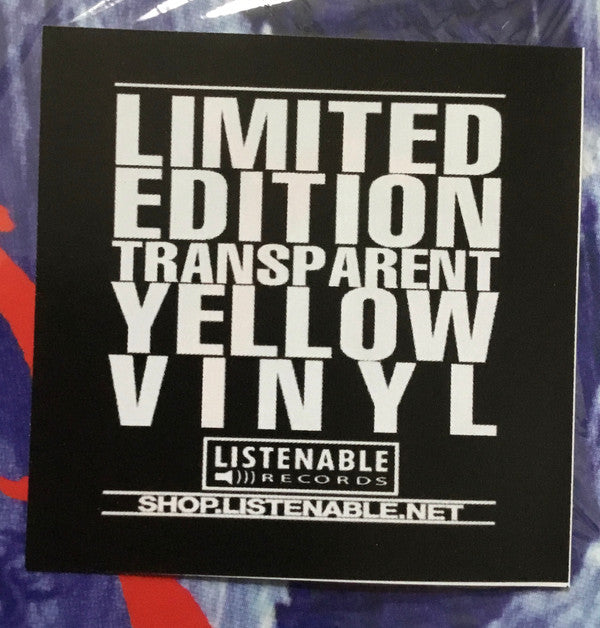 LIMITED
EDITION
TRANSPARENT
YELLOW
VINYL
LISTENABLE
RECORDS
SHOP.LISTENABLE.NET